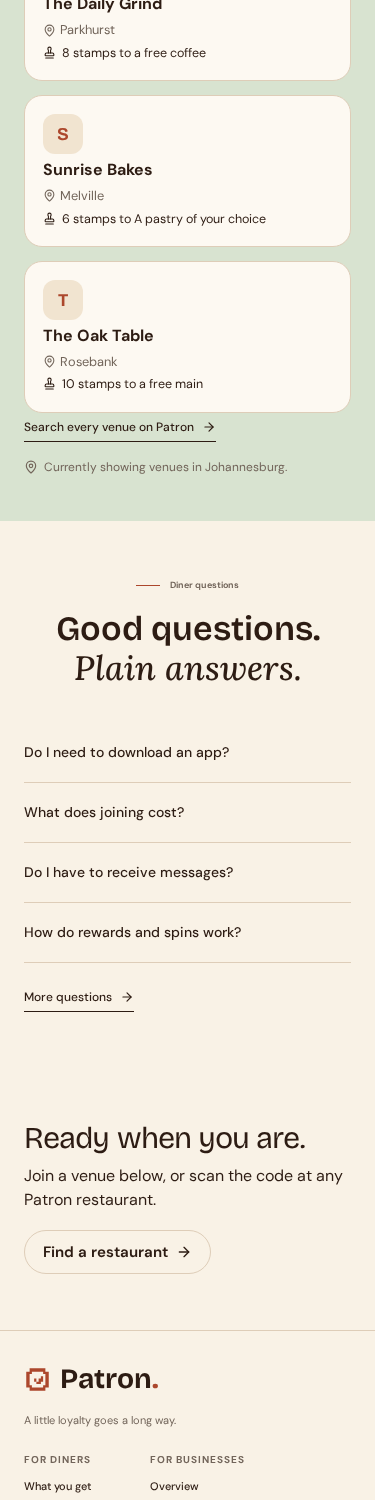 The Daily Grind
Parkhurst
8 stamps to a free coffee
S
Sunrise Bakes
Melville
6 stamps to A pastry of your choice
T
The Oak Table
Rosebank
10 stamps to a free main
Search every venue on Patron →
Currently showing venues in Johannesburg.
Diner questions
Good questions.
Plain answers.
Do I need to download an app?
What does joining cost?
Do I have to receive messages?
How do rewards and spins work?
More questions →
Ready when you are.
Join a venue below, or scan the code at any
Patron restaurant.
Find a restaurant →
Patron.
A little loyalty goes a long way.
FOR DINERS FOR BUSINESSES
What you get Overview